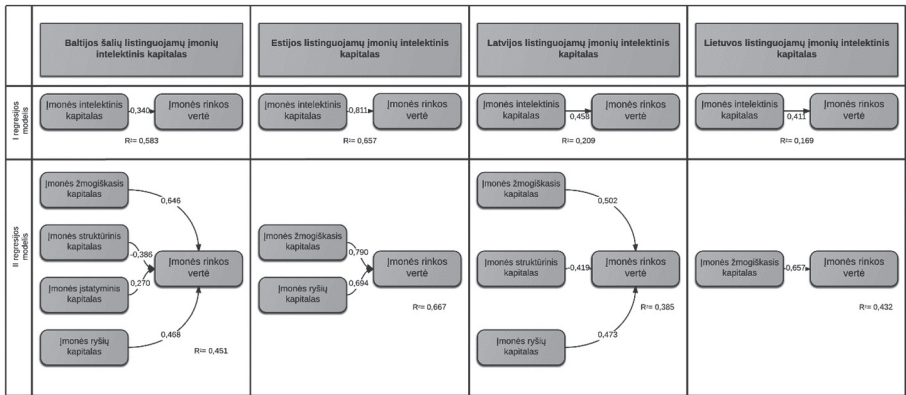 Baltijos šalių listinguojamų įmonių
intelektinis kapitalas
Estijos listinguojamų įmonių intelektinis
kapitalas
Latvijos listinguojamų įmonių intelektinis
kapitalas
Lietuvos listinguojamų įmonių intelektinis
kapitalas
I regresijos
modelis
Įmonės intelektinis
kapitalas
-0,340
Įmonės rinkos
vertė
R²= 0,583
Įmonės intelektinis
kapitalas
-0,811
Įmonės rinkos
vertė
R²= 0,657
Įmonės intelektinis
kapitalas
0,458
Įmonės rinkos
vertė
R²= 0,209
Įmonės intelektinis
kapitalas
0,411
Įmonės rinkos
vertė
R²= 0,169
II regresijos
modelis
Įmonės žmogiškasis
kapitalas
0,646
Įmonės struktūrinis
kapitalas
-0,386
Įmonės įstatyminis
kapitalas
0,270
Įmonės ryšių
kapitalas
0,468
Įmonės rinkos
vertė
R²= 0,451
Įmonės žmogiškasis
kapitalas
0,790
Įmonės ryšių
kapitalas
0,694
Įmonės rinkos
vertė
R²= 0,667
Įmonės žmogiškasis
kapitalas
0,502
Įmonės struktūrinis
kapitalas
-0,419
Įmonės ryšių
kapitalas
0,473
Įmonės rinkos
vertė
R²= 0,385
Įmonės žmogiškasis
kapitalas
-0,657
Įmonės rinkos
vertė
R²= 0,432